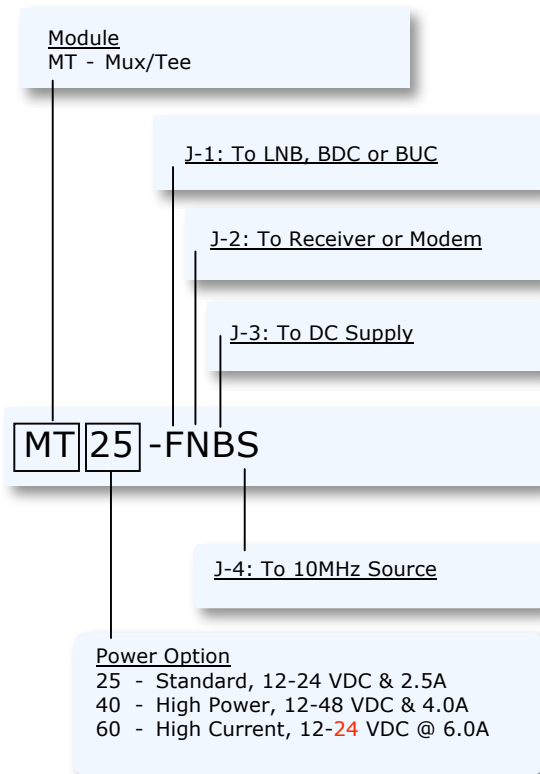 Module
MT - Mux/Tee
J-1: To LNB, BDC or BUC
J-2: To Receiver or Modem
J-3: To DC Supply
MT 25 -FNBS
J-4: To 10MHz Source
Power Option
25 - Standard, 12-24 VDC & 2.5A
40 - High Power, 12-48 VDC & 4.0A
60 - High Current, 12-24 VDC @ 6.0A